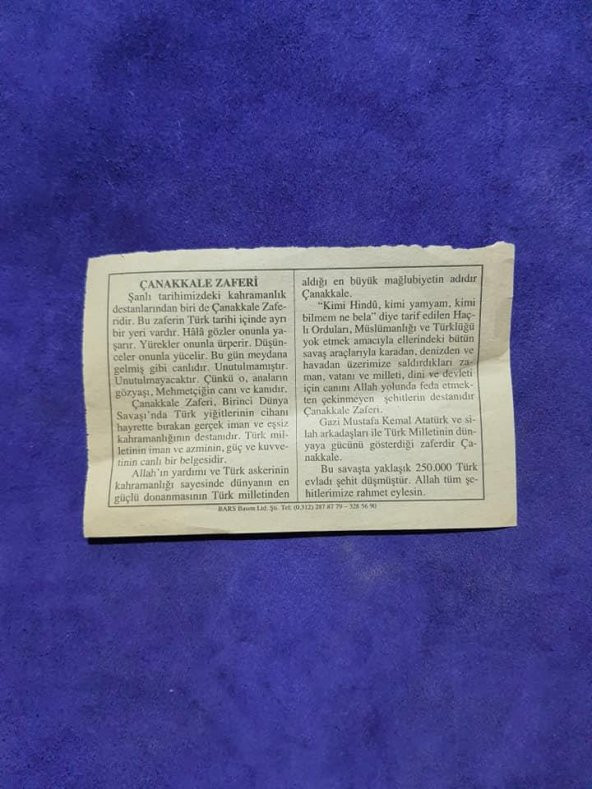 ÇANAKKALE ZAFERİ
Şanlı tarihimizdeki kahramanlık
destanlarından biri de Çanakkale Zafe-
ridir. Bu zaferin Türk tarihi içinde ayrı
bir yeri vardır. Hâlâ gözler onunla ya-
şarır. Yürekler onunla ürperir. Düşün-
celer onunla yücelir. Bu gün meydana
gelmiş gibi canlıdır. Unutulmamıştır.
Unutulmayacaktır. Çünkü o, anaların
gözyaşı, Mehmetçiğin canı ve kanıdır.
Çanakkale Zaferi, Birinci Dünya
Savaşı'nda Türk yiğitlerinin cihanı
hayrette bırakan gerçek iman ve eşsiz
kahramanlığının destanıdır. Türk mil-
letinin iman ve azminin, güç ve kuvve-
tinin canlı bir belgesidir.
Allah'ın yardımı ve Türk askerinin
kahramanlığı sayesinde dünyanın en
güçlü donanmasının Türk milletinden
aldığı en büyük mağlubiyetin adıdır
Çanakkale.
"Kimi Hindû, kimi yamyam, kimi
bilmem ne bela" diye tarif edilen Haç-
lı Orduları, Müslümanlığı ve Türklüğü
yok etmek amacıyla ellerindeki bütün
savaş araçlarıyla karadan, denizden ve
havadan üzerimize saldırdıkları za-
man, vatanı ve milleti, dini ve devleti
için canını Allah yolunda feda etmek-
ten çekinmeyen şehitlerin destanıdır
Çanakkale Zaferi.
Gazi Mustafa Kemal Atatürk ve si-
lah arkadaşları ile Türk Milletinin dün-
yaya gücünü gösterdiği zaferdir Ça-
nakkale.
Bu savaşta yaklaşık 250.000 Türk
evladı şehit düşmüştür. Allah tüm şe-
hitlerimize rahmet eylesin.
BARS Basım Ltd. Şti. Tel: (0.312) 287 87 79 – 328 56 90